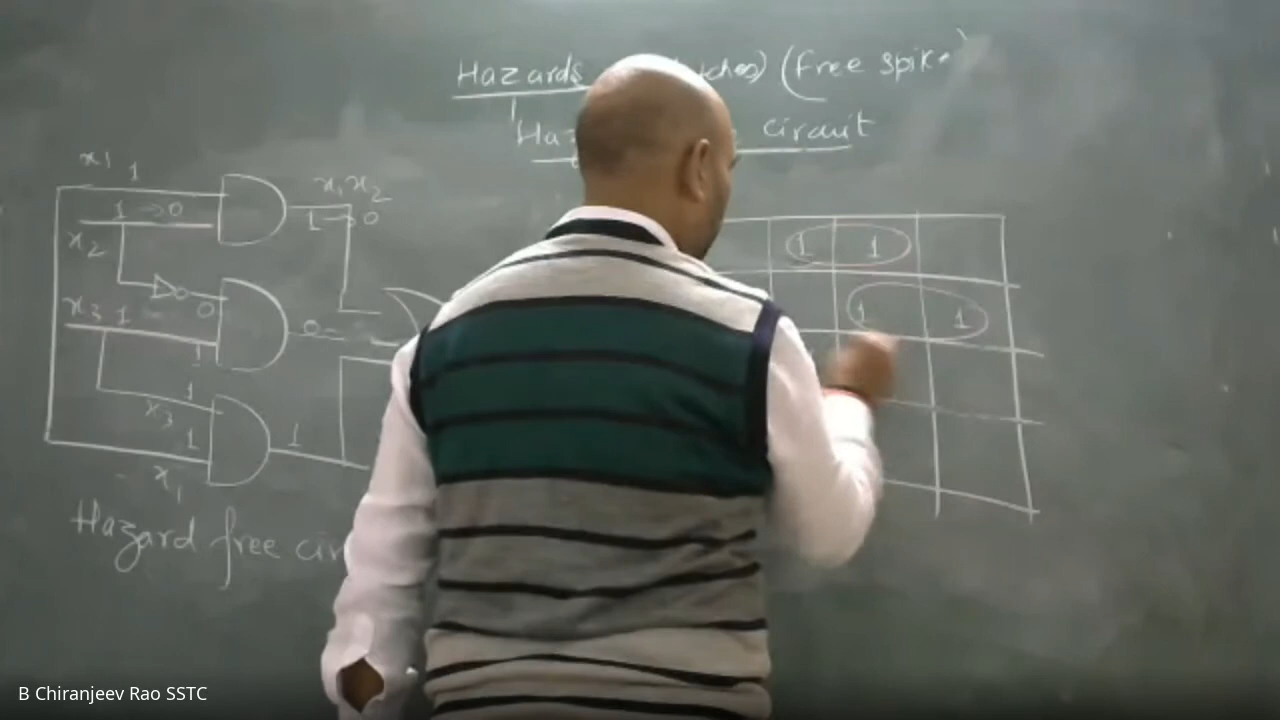 Hazards (Free spike)
circuit
x1 1
1 → 0
x2
x1x2
1 → 0
0
x3 1
1
0
1
x3
1
1
x1
Hazard free
1 1
1 1
B Chiranjeev Rao SSTC